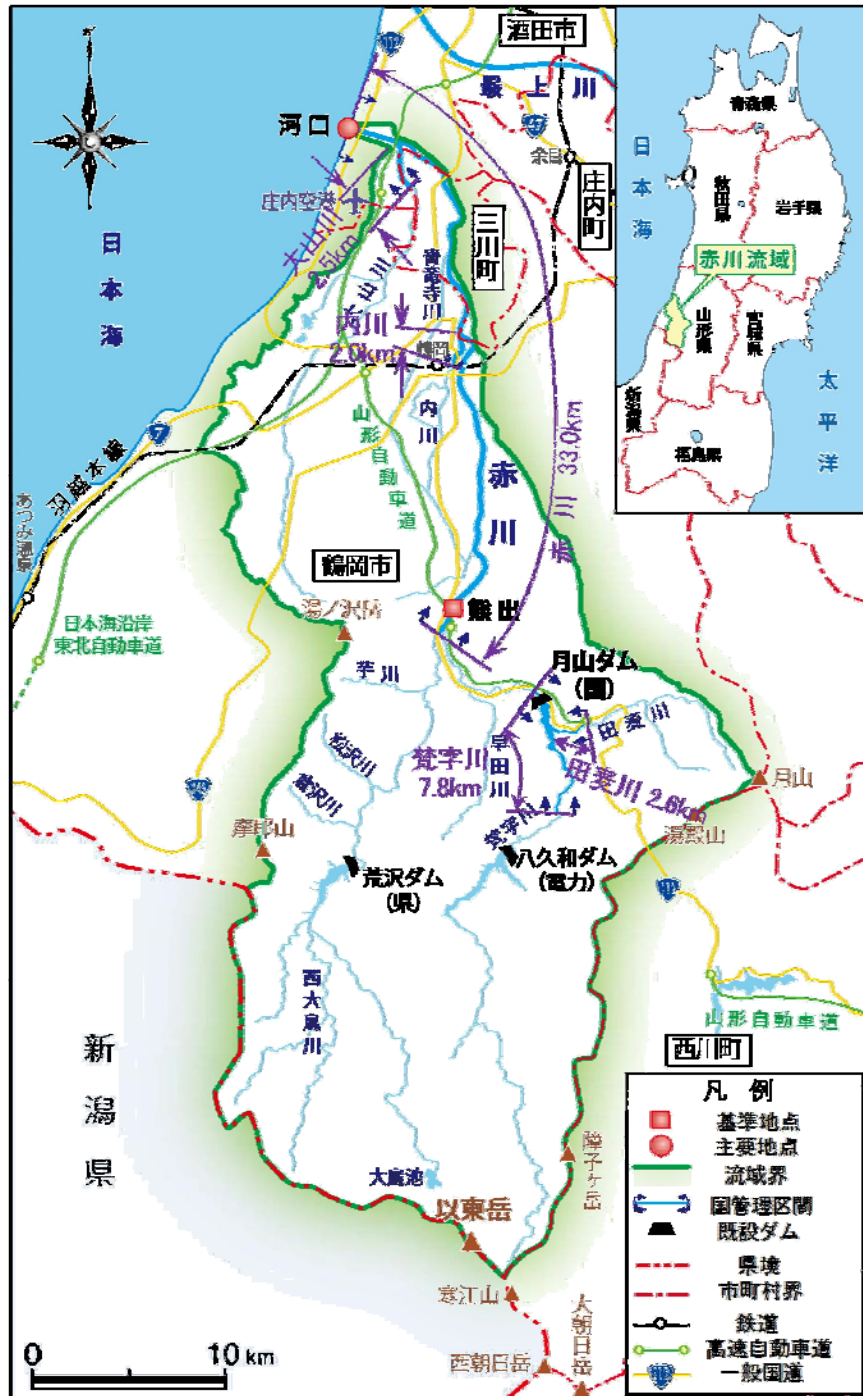 酒田市
最上川
河口
余目
庄内町
庄内空港
三川町
日本海
大山川
2.5km
大山川
青竜寺川
内川
2.0km
鶴岡
内川
山形自動車道
赤川
赤川 33.0km
羽越本線
7
あつみ温泉
鶴岡市
熊出
湯ノ沢岳
日本海沿岸
東北自動車道
月山ダム
(国)
芋川
田麦川
早田川
梵字川
7.8km
田麦川 2.6km
月山
湯殿山
梵字川
摩耶山
荒沢ダム
(県)
八久和ダム
(電力)
西大鳥川
山形自動車道
西川町
新潟県
障子ヶ岳
大鳥池
以東岳
寒江山
大朝日岳
西朝日岳
0
10 km
青森県
日本海
秋田県
岩手県
赤川流域
山形県
宮城県
新潟県
太平洋
福島県
凡例
基準地点
主要地点
流域界
国管理区間
既設ダム
県境
市町村界
鉄道
高速自動車道
一般国道